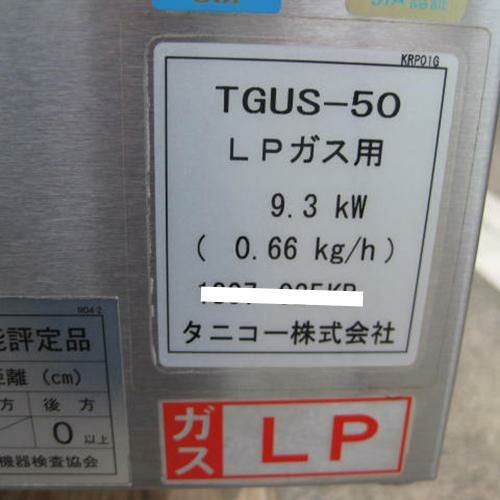 KRP01G
TGUS-50
LPガス用
9.3 kW
( 0.66 kg/h )
タニコー株式会社
ガス
LP
評定品
距離 (cm)
方 後 方
0 以上
機器検査協会